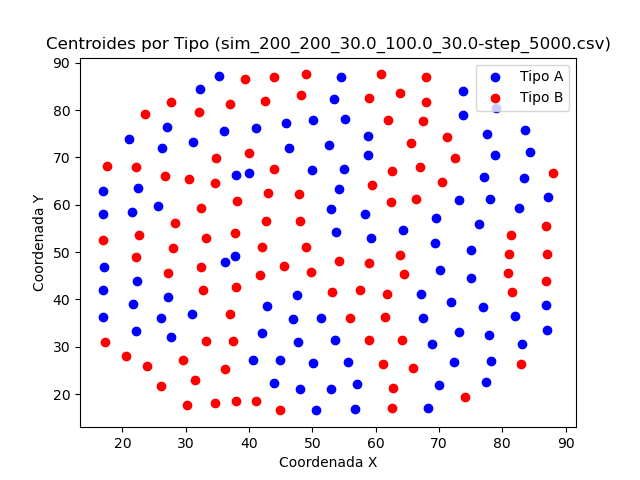 Centroides por Tipo (sim_200_200_30.0_100.0_30.0-step_5000.csv)
90
80
70
60
50
40
30
20
Coordenada Y
Tipo A
Tipo B
20 30 40 50 60 70 80 90
Coordenada X